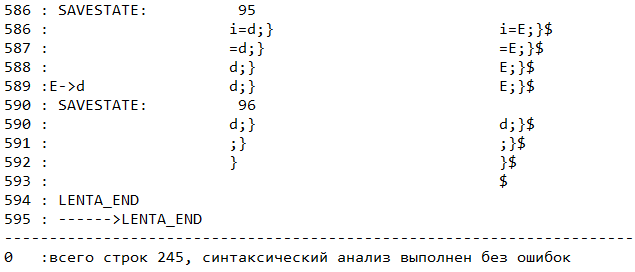 586 : SAVESTATE:          95
586 :                    i=d;}                         i=E;}$
587 :                    =d;}                          =E;}$
588 :                    d;}                           E;}$
589 :E->d                d;}                           E;}$
590 : SAVESTATE:          96
590 :                    d;}                           d;}$
591 :                    ;}                            ;}$
592 :                    }                             }$
593 :                                                  $
594 : LENTA_END
595 : ------>LENTA_END
----------------------------------------------------------------------
0   :всего строк 245, синтаксический анализ выполнен без ошибок